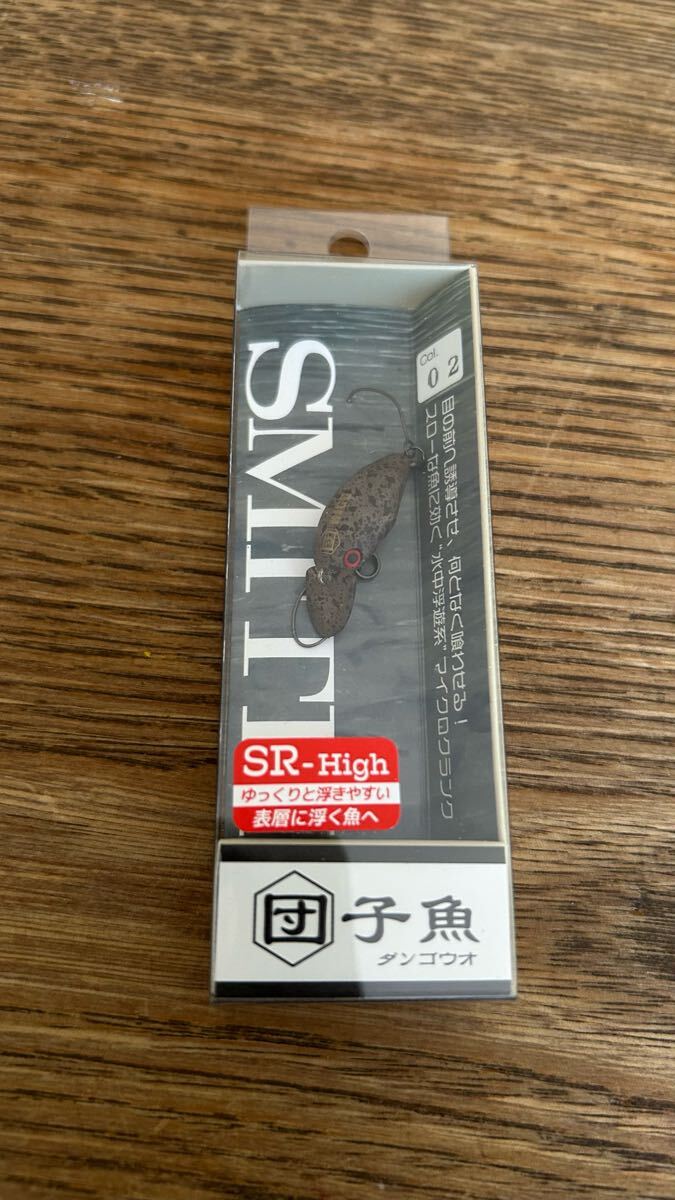 Col.
02
目の前へ誘導させ、何となく喰わせる!
スローな魚に効く"水中浮遊系"マイクロクランク
SMIT
団
SR-High
ゆっくりと浮きやすい
表層に浮く魚へ
団子魚
ダンゴウオ